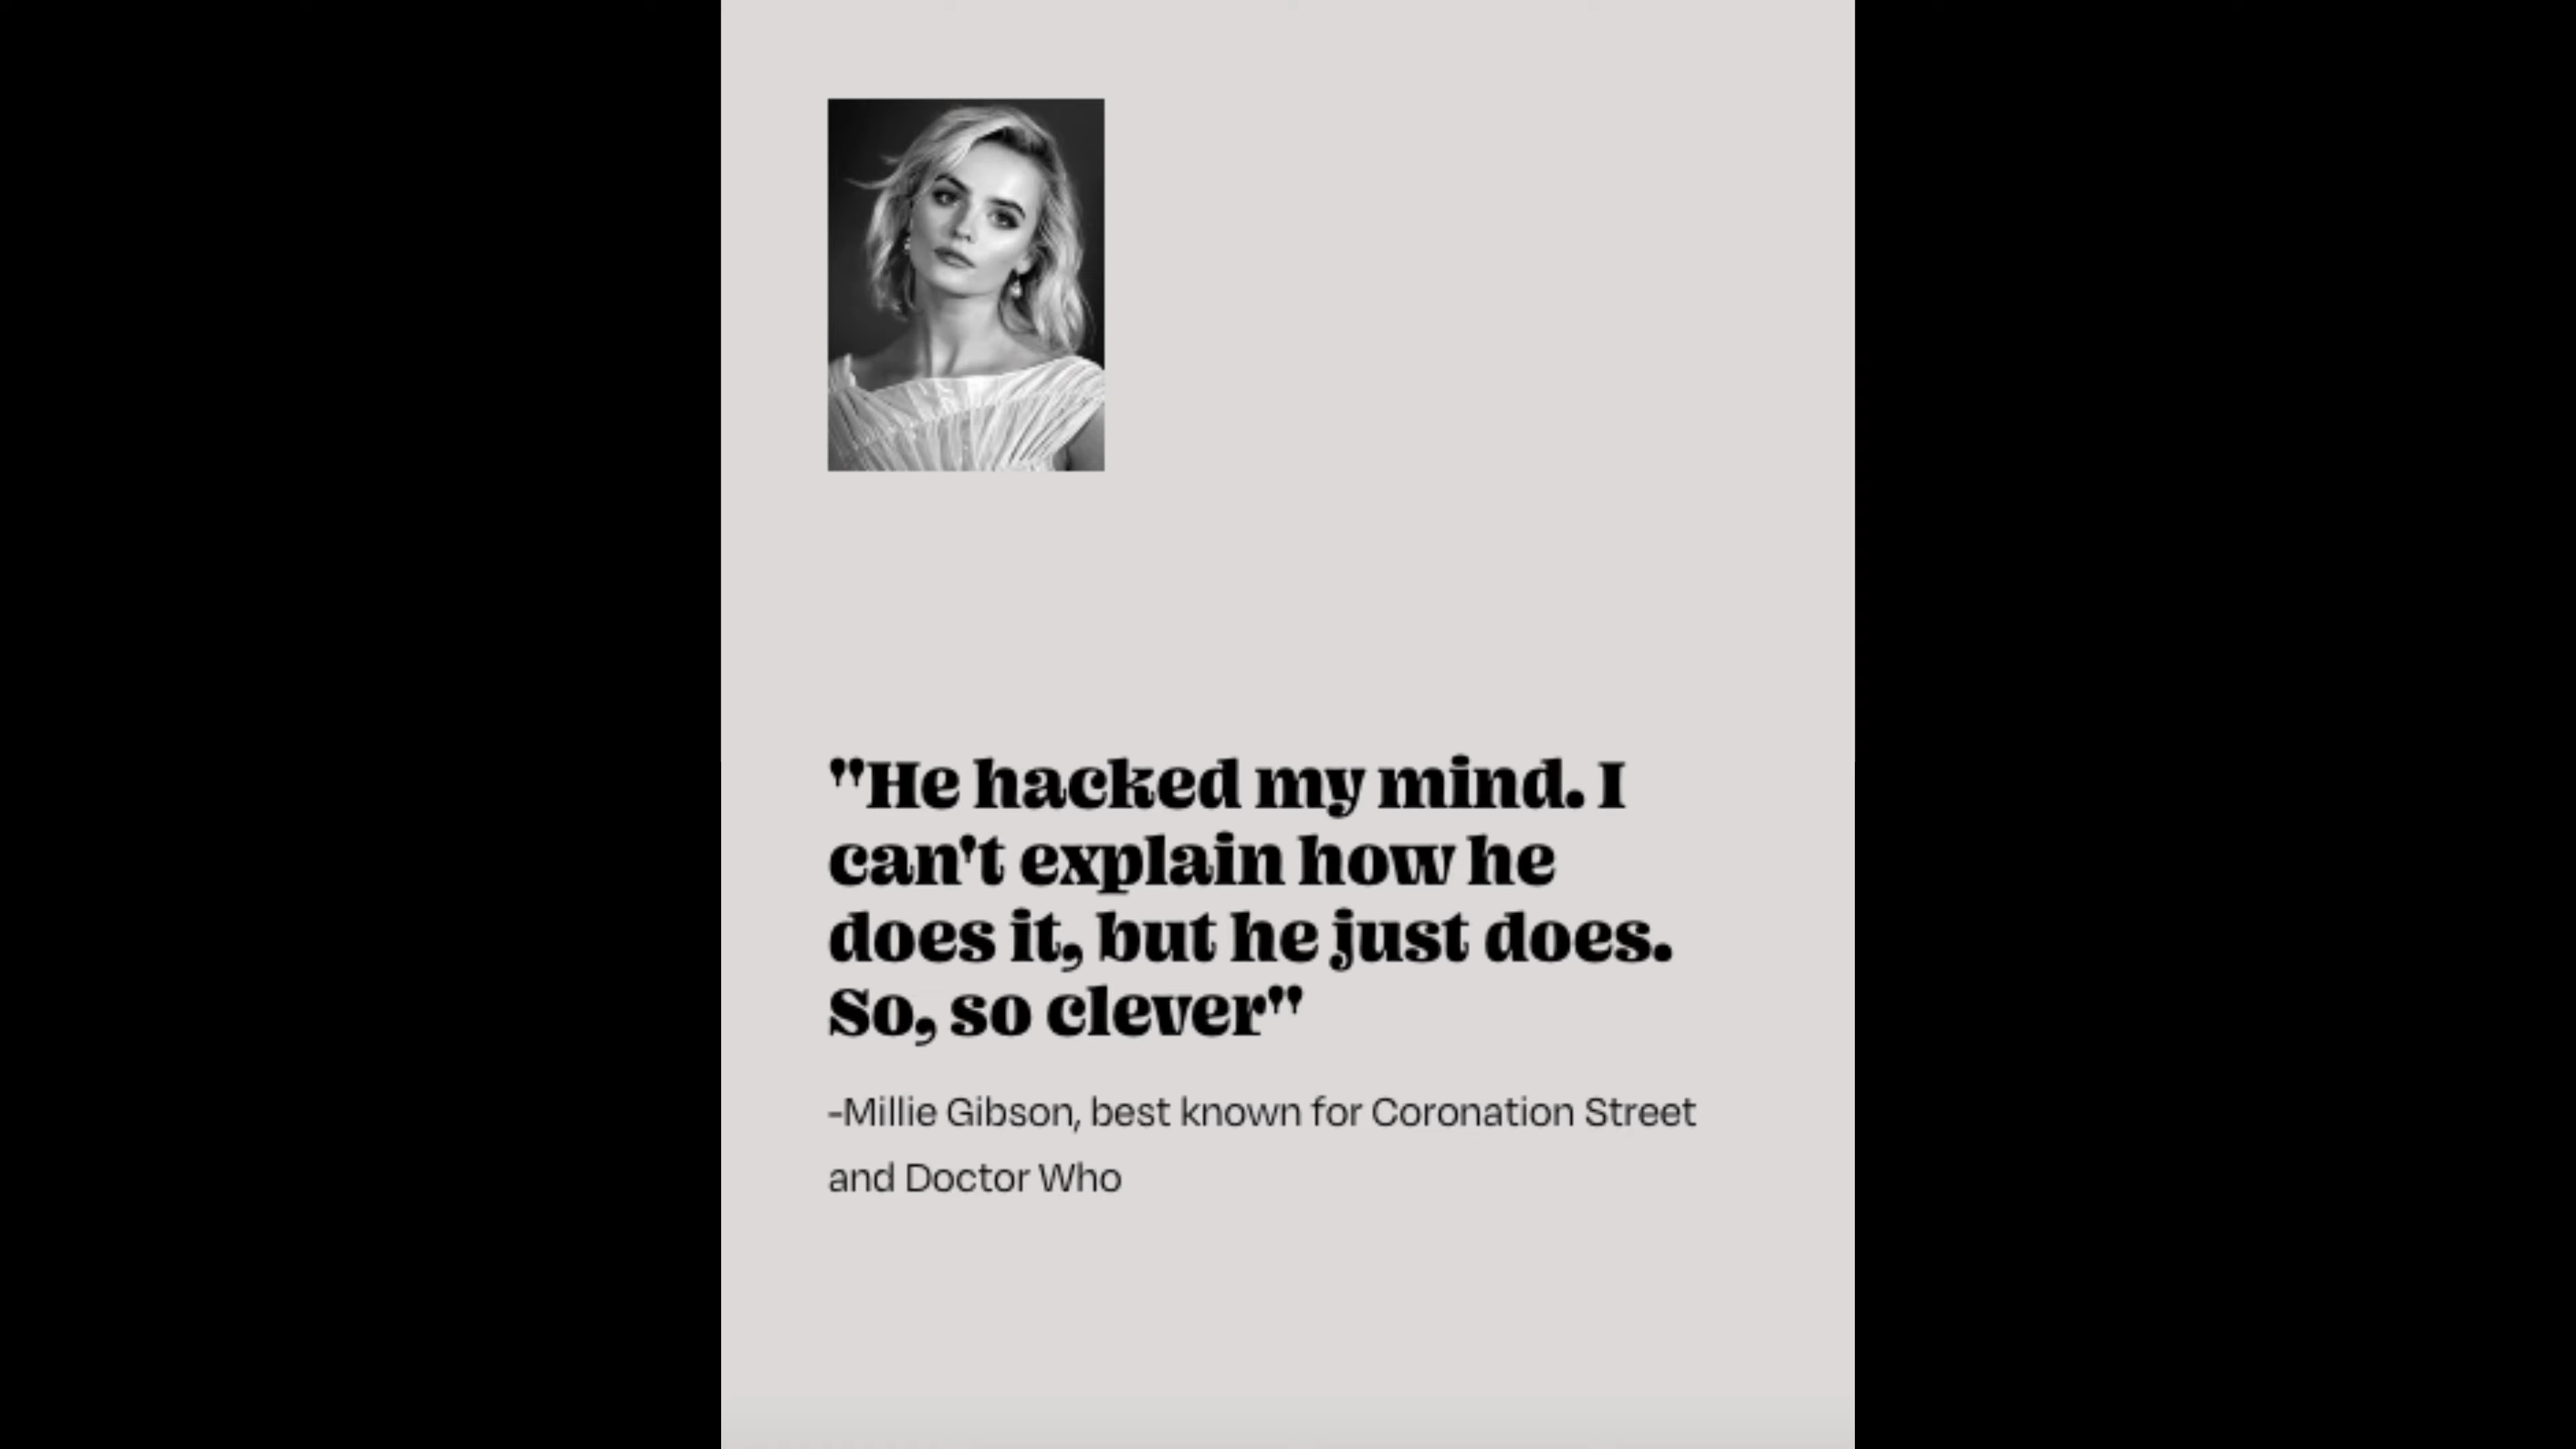 "He hacked my mind. I
can't explain how he
does it, but he just does.
So, so clever"
-Millie Gibson, best known for Coronation Street
and Doctor Who